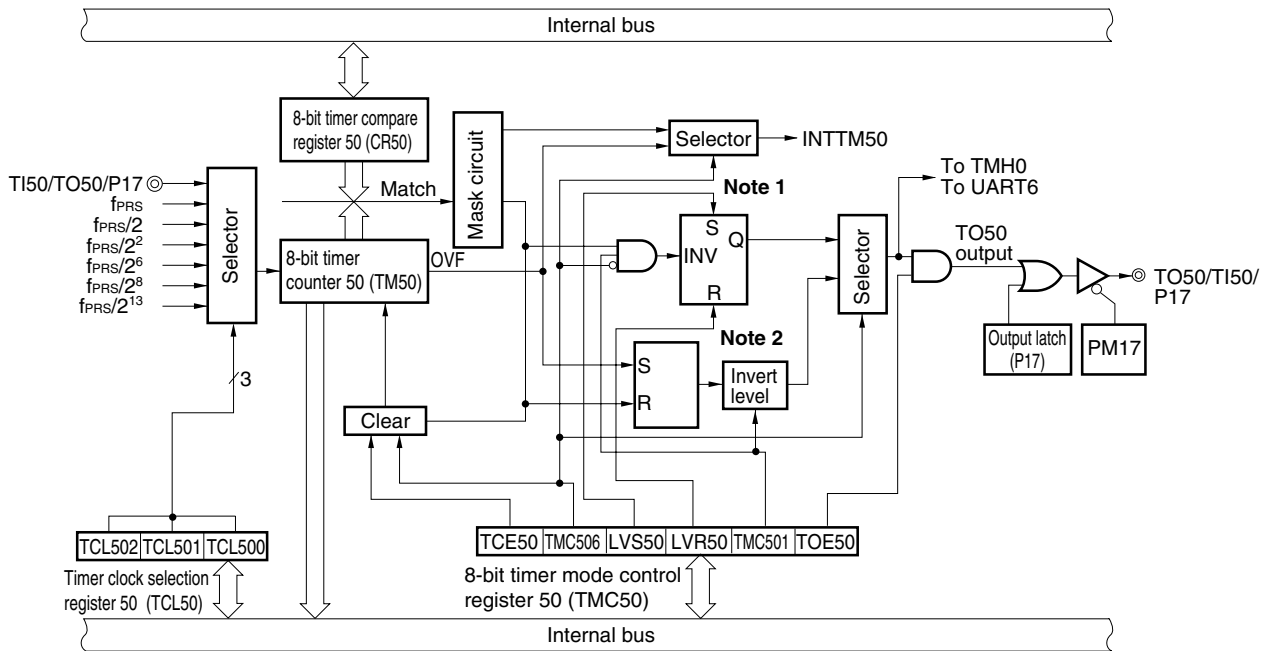 Internal bus
8-bit timer compare
register 50 (CR50)
Mask circuit
Selector
INTTM50
TI50/TO50/P17
fPRS
fPRS/2
fPRS/2²
fPRS/2⁶
fPRS/2⁸
fPRS/2¹³
Selector
Match
8-bit timer
counter 50 (TM50)
OVF
Note 1
S
Q
INV
R
Note 2
Selector
To TMH0
To UART6
TO50
output
TO50/TI50/
P17
Output latch
(P17)
PM17
S
R
Invert
level
3
Clear
TCL502 TCL501 TCL500
Timer clock selection
register 50 (TCL50)
TCE50 TMC506 LVS50 LVR50 TMC501 TOE50
8-bit timer mode control
register 50 (TMC50)
Internal bus